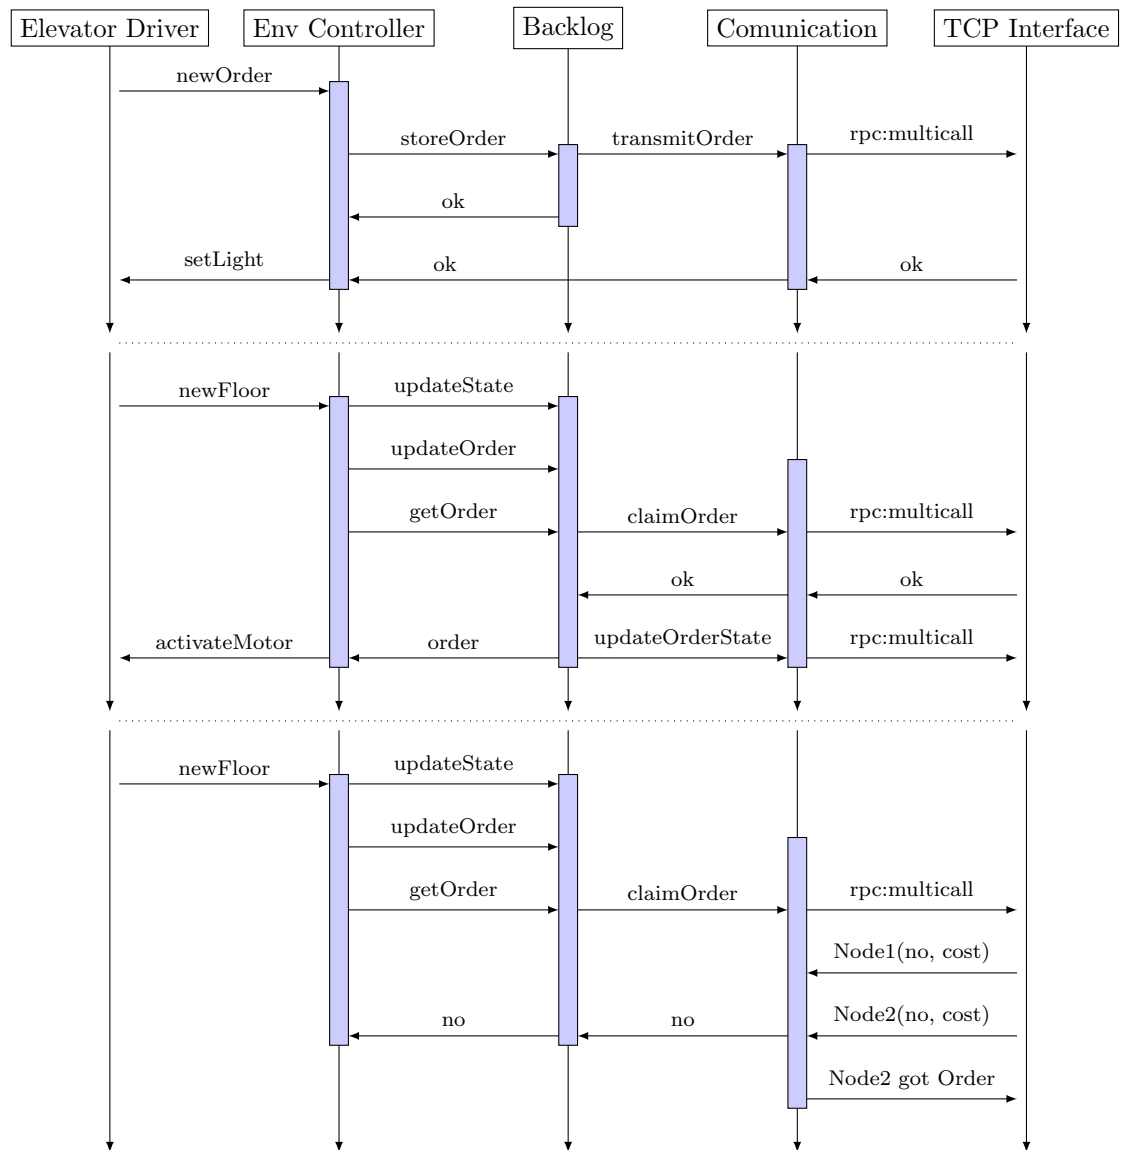 Elevator Driver
Env Controller
Backlog
Comunication
TCP Interface
newOrder
storeOrder
transmitOrder
rpc:multicall
ok
setLight
ok
ok
newFloor
updateState
updateOrder
getOrder
claimOrder
rpc:multicall
ok
ok
activateMotor
order
updateOrderState
rpc:multicall
newFloor
updateState
updateOrder
getOrder
claimOrder
rpc:multicall
Node1(no, cost)
no
no
Node2(no, cost)
Node2 got Order